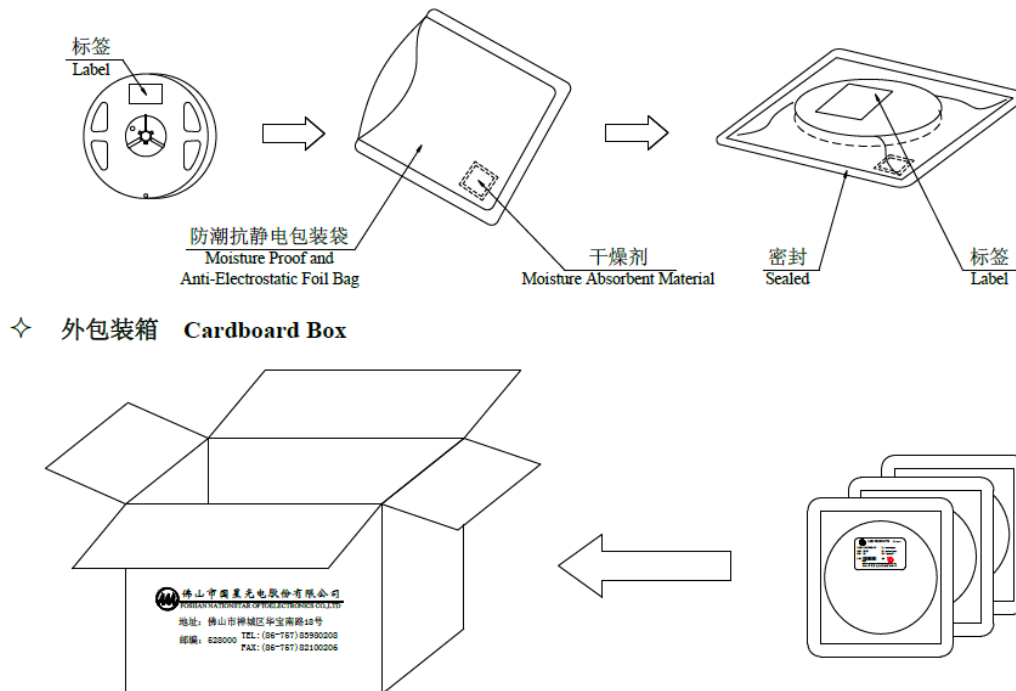 标签
Label
防潮抗静电包装袋
Moisture Proof and
Anti-Electrostatic Foil Bag
干燥剂
Moisture Absorbent Material
密封
Sealed
标签
Label
✧ 外包装箱 Cardboard Box
佛山市国星光电股份有限公司
FOSHAN NATIONSTAR OPTOELECTRONICS CO.,LTD
地址: 佛山市禅城区华宝南路18号
邮编: 528000 TEL:(86-757)83980208
FAX:(86-757)82100206